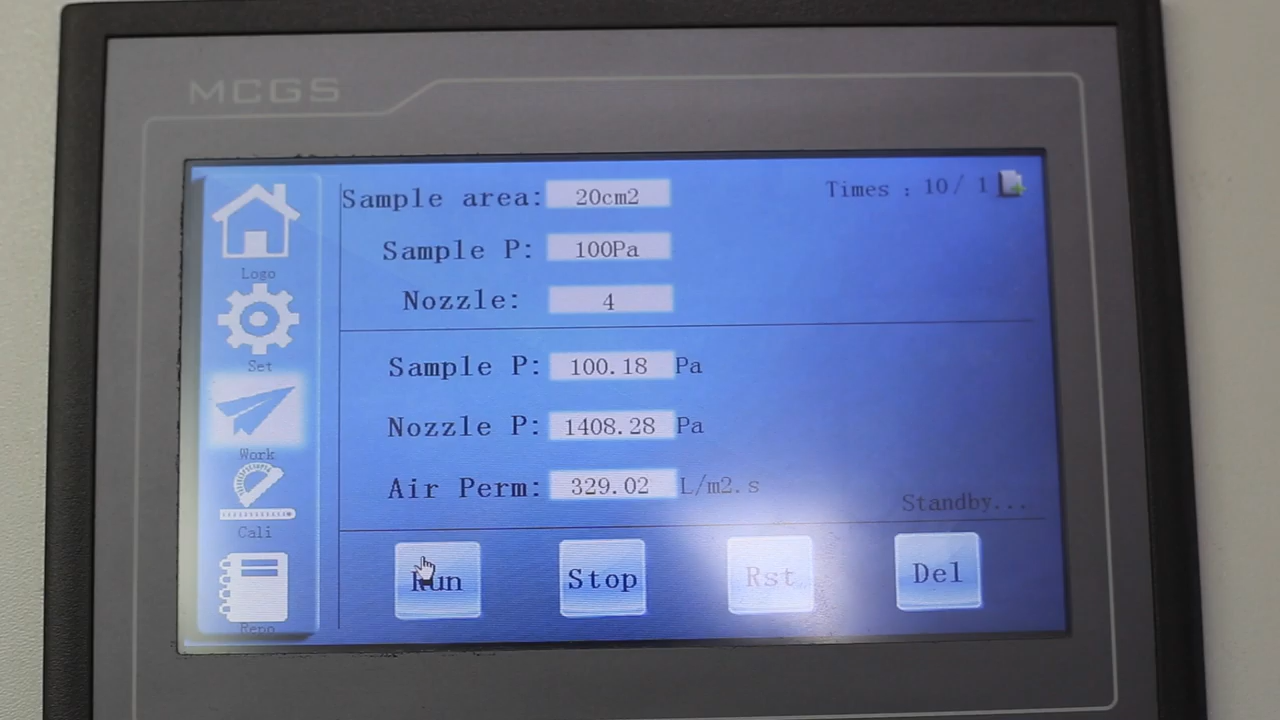 MCGS
Sample area: 20cm2
Times : 10/ 1
Sample P: 100Pa
Nozzle: 4
Sample P: 100.18 Pa
Nozzle P: 1408.28 Pa
Air Perm: 329.02 L/m2.s
Standby...
Run Stop Rst Del
Logo
Set
Work
Cali
Repo